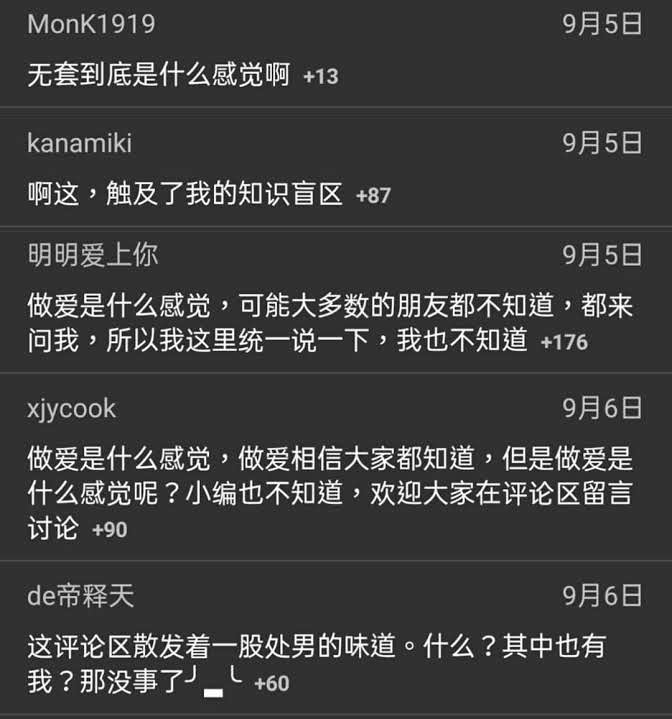 MonK1919 9月5日
无套到底是什么感觉啊 +13
kanamiki 9月5日
啊这，触及了我的知识盲区 +87
明明爱上你 9月5日
做爱是什么感觉，可能大多数的朋友都不知道，都来
问我，所以我这里统一说一下，我也不知道 +176
xjycook 9月6日
做爱是什么感觉，做爱相信大家都知道，但是做爱是
什么感觉呢？小编也不知道，欢迎大家在评论区留言
讨论 +90
de帝释天 9月6日
这评论区散发着一股处男的味道。什么？其中也有
我？那没事了╯▂╰ +60